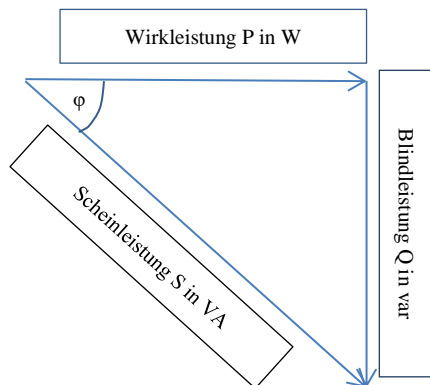 Wirkleistung P in W
φ
Scheinleistung S in VA
Blindleistung Q in var